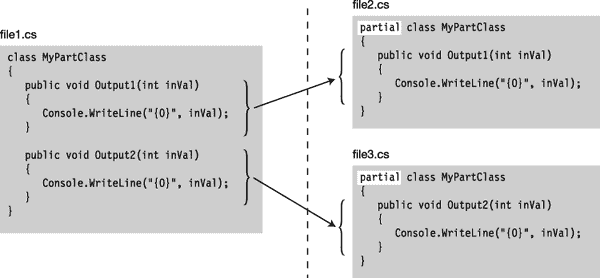 file1.cs
class MyPartClass
{
public void Output1(int inVal)
{
Console.WriteLine("{0}", inVal);
}
public void Output2(int inVal)
{
Console.WriteLine("{0}", inVal);
}
}
file2.cs
partial class MyPartClass
{
public void Output1(int inVal)
{
Console.WriteLine("{0}", inVal);
}
}
file3.cs
partial class MyPartClass
{
public void Output2(int inVal)
{
Console.WriteLine("{0}", inVal);
}
}